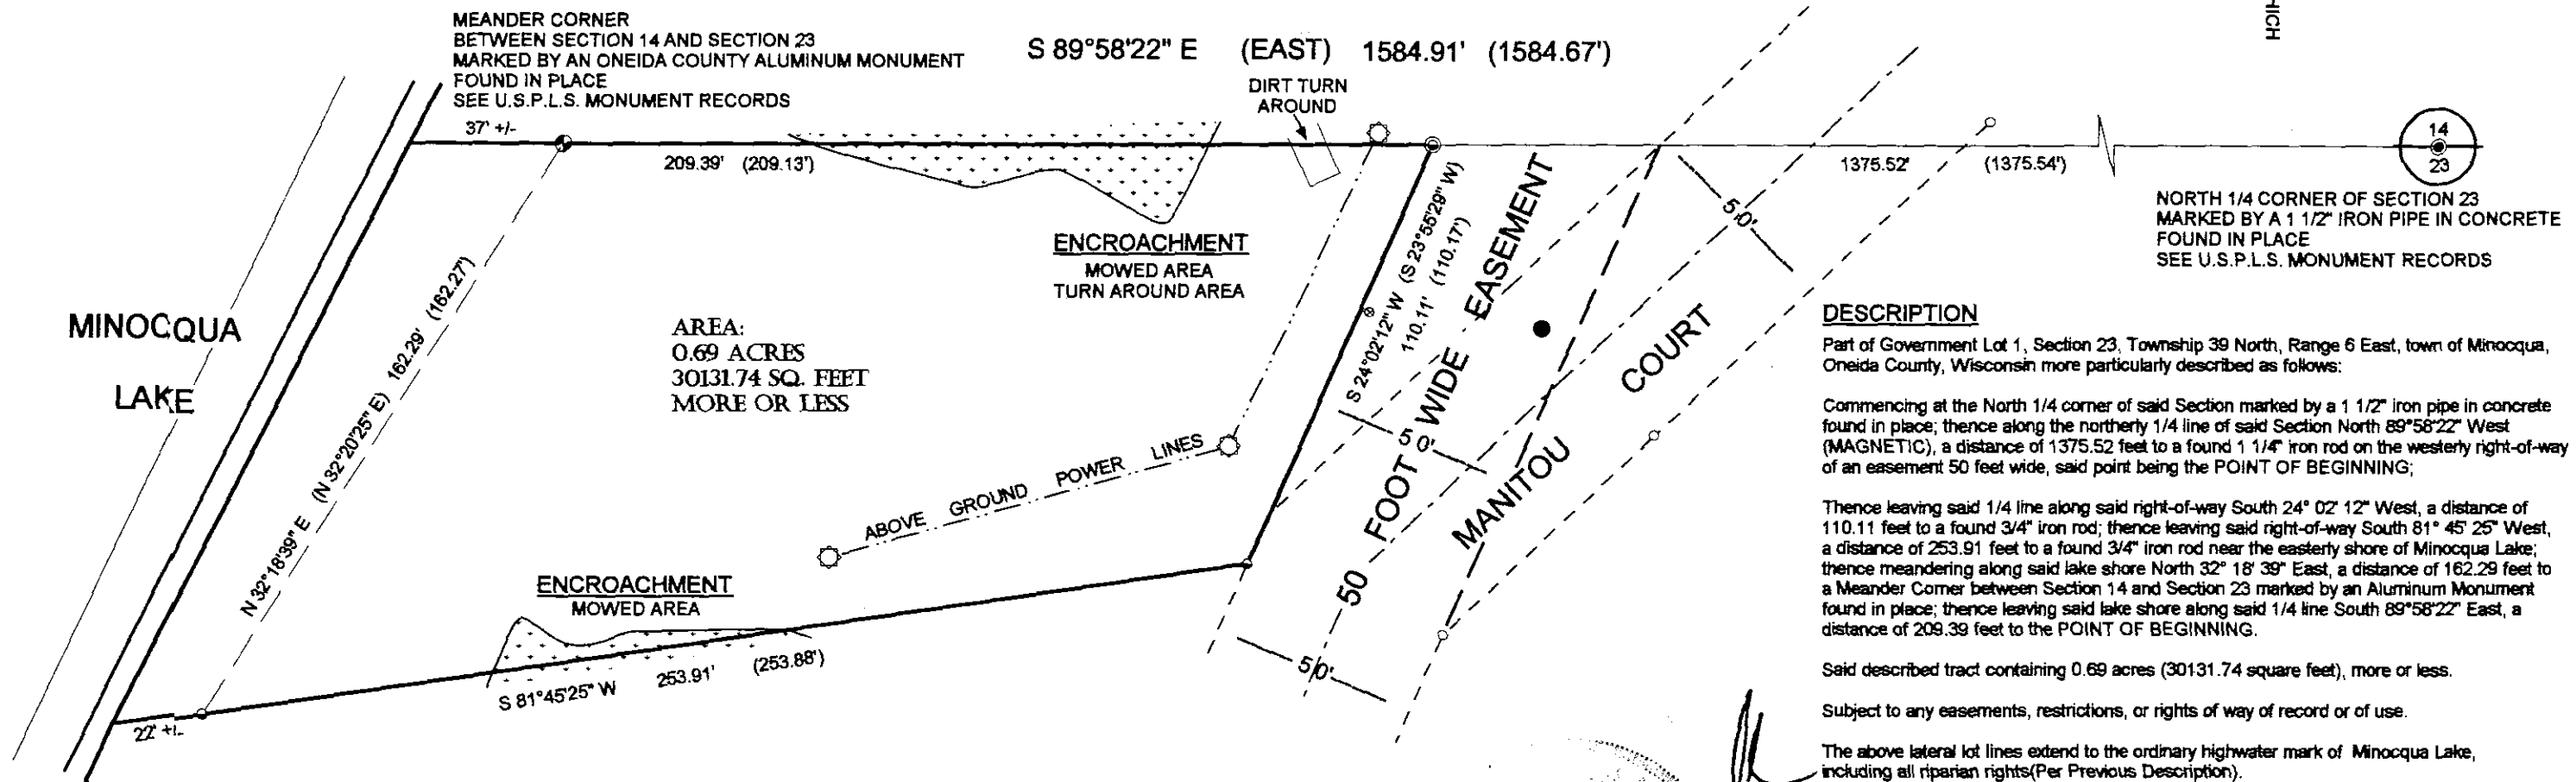 HICH
MEANDER CORNER
BETWEEN SECTION 14 AND SECTION 23
MARKED BY AN ONEIDA COUNTY ALUMINUM MONUMENT
FOUND IN PLACE
SEE U.S.P.L.S. MONUMENT RECORDS
S 89°58'22" E (EAST) 1584.91' (1584.67')
DIRT TURN
AROUND
37' +/-
209.39' (209.13')
1375.52' (1375.54')
14
23
NORTH 1/4 CORNER OF SECTION 23
MARKED BY A 1 1/2" IRON PIPE IN CONCRETE
FOUND IN PLACE
SEE U.S.P.L.S. MONUMENT RECORDS
ENCROACHMENT
MOWED AREA
TURN AROUND AREA
S 24°02'12" W (S 23°55'29" W)
110.11' (110.17')
50 FOOT WIDE EASEMENT
50'
50'
50'
MANITOU COURT
MINOCQUA
LAKE
N 32°18'39" E (N 32°20'25" E) 162.29' (162.27')
AREA:
0.69 ACRES
30131.74 SQ. FEET
MORE OR LESS
ABOVE GROUND POWER LINES
ENCROACHMENT
MOWED AREA
S 81°45'25" W 253.91' (253.88')
22' +/-
DESCRIPTION
Part of Government Lot 1, Section 23, Township 39 North, Range 6 East, town of Minocqua,
Oneida County, Wisconsin more particularly described as follows:
Commencing at the North 1/4 corner of said Section marked by a 1 1/2" iron pipe in concrete
found in place; thence along the northerly 1/4 line of said Section North 89°58'22" West
(MAGNETIC), a distance of 1375.52 feet to a found 1 1/4" iron rod on the westerly right-of-way
of an easement 50 feet wide, said point being the POINT OF BEGINNING;
Thence leaving said 1/4 line along said right-of-way South 24° 02' 12" West, a distance of
110.11 feet to a found 3/4" iron rod; thence leaving said right-of-way South 81° 45' 25" West,
a distance of 253.91 feet to a found 3/4" iron rod near the easterly shore of Minocqua Lake;
thence meandering along said lake shore North 32° 18' 39" East, a distance of 162.29 feet to
a Meander Corner between Section 14 and Section 23 marked by an Aluminum Monument
found in place; thence leaving said lake shore along said 1/4 line South 89°58'22" East, a
distance of 209.39 feet to the POINT OF BEGINNING.
Said described tract containing 0.69 acres (30131.74 square feet), more or less.
Subject to any easements, restrictions, or rights of way of record or of use.
The above lateral lot lines extend to the ordinary highwater mark of Minocqua Lake,
including all riparian rights(Per Previous Description).